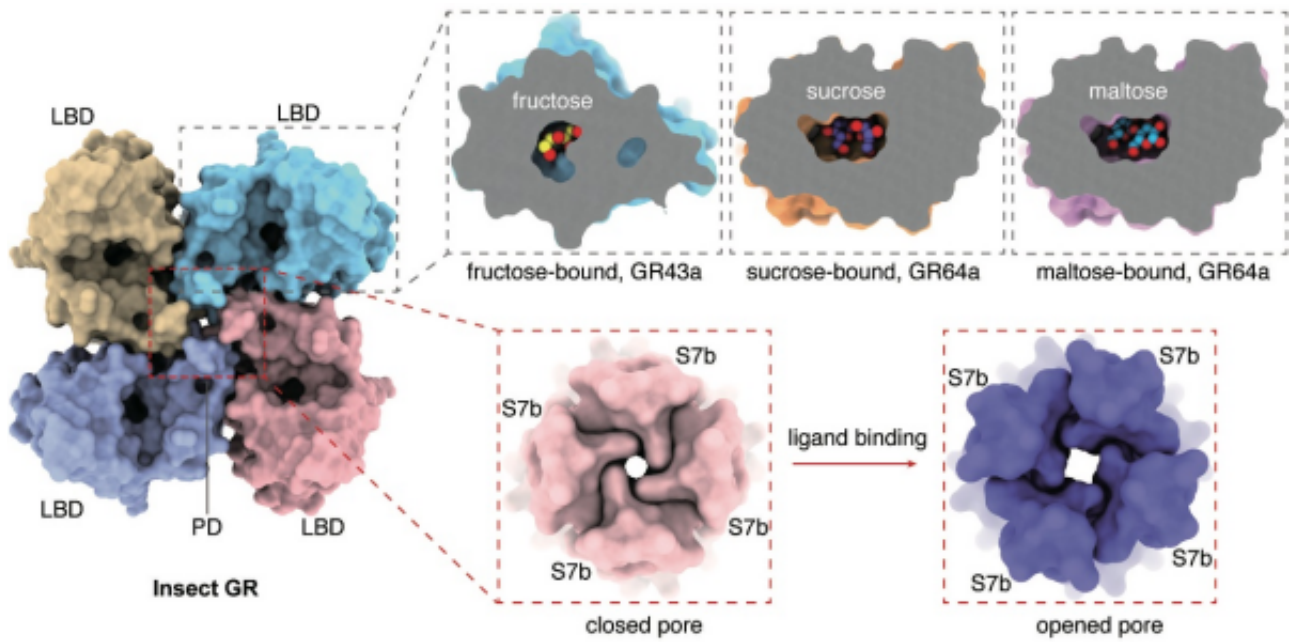 LBD
LBD
LBD
LBD
PD
Insect GR
fructose
sucrose
maltose
fructose-bound, GR43a
sucrose-bound, GR64a
maltose-bound, GR64a
S7b
S7b
S7b
S7b
closed pore
ligand binding
S7b
S7b
S7b
S7b
opened pore